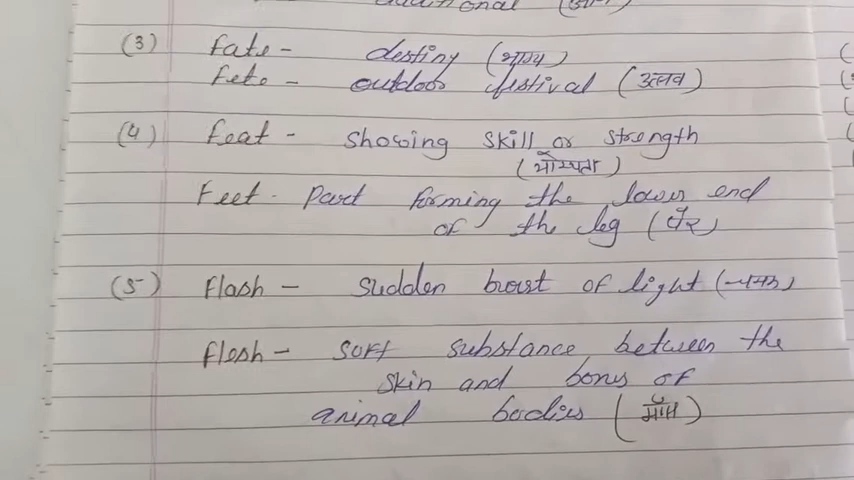 additional
(3) Fate - destiny (भाग्य)
Fete - outdoor festival (उत्सव)
(4) Feat - showing skill or strength
(योग्यता)
Feet - part forming the lower end
of the leg (पैर)
(5) Flash - sudden burst of light (चमक)
Flesh - soft substance between the
skin and bones of
animal bodies (माँस)